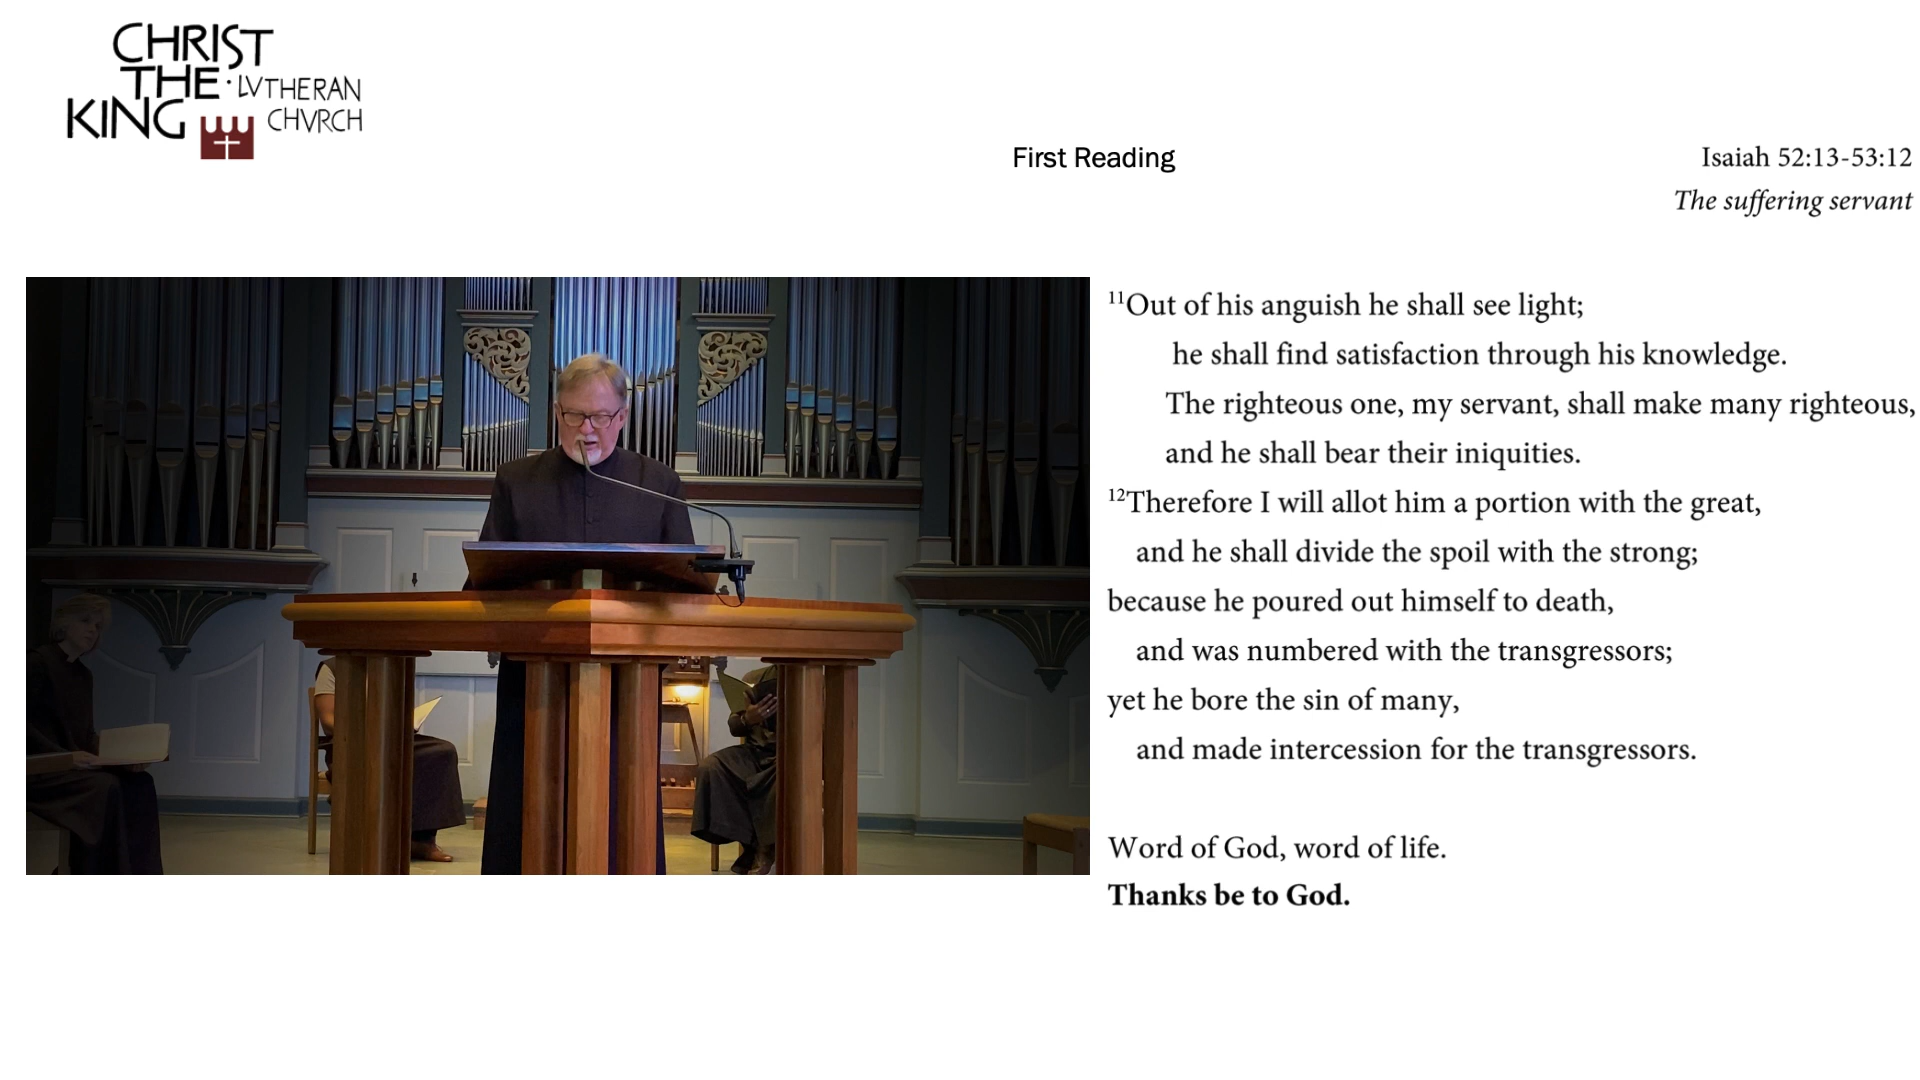 CHRIST
THE · LVTHERAN
KING CHVRCH
First Reading
Isaiah 52:13-53:12
The suffering servant
11Out of his anguish he shall see light;
he shall find satisfaction through his knowledge.
The righteous one, my servant, shall make many righteous,
and he shall bear their iniquities.
12Therefore I will allot him a portion with the great,
and he shall divide the spoil with the strong;
because he poured out himself to death,
and was numbered with the transgressors;
yet he bore the sin of many,
and made intercession for the transgressors.
Word of God, word of life.
Thanks be to God.